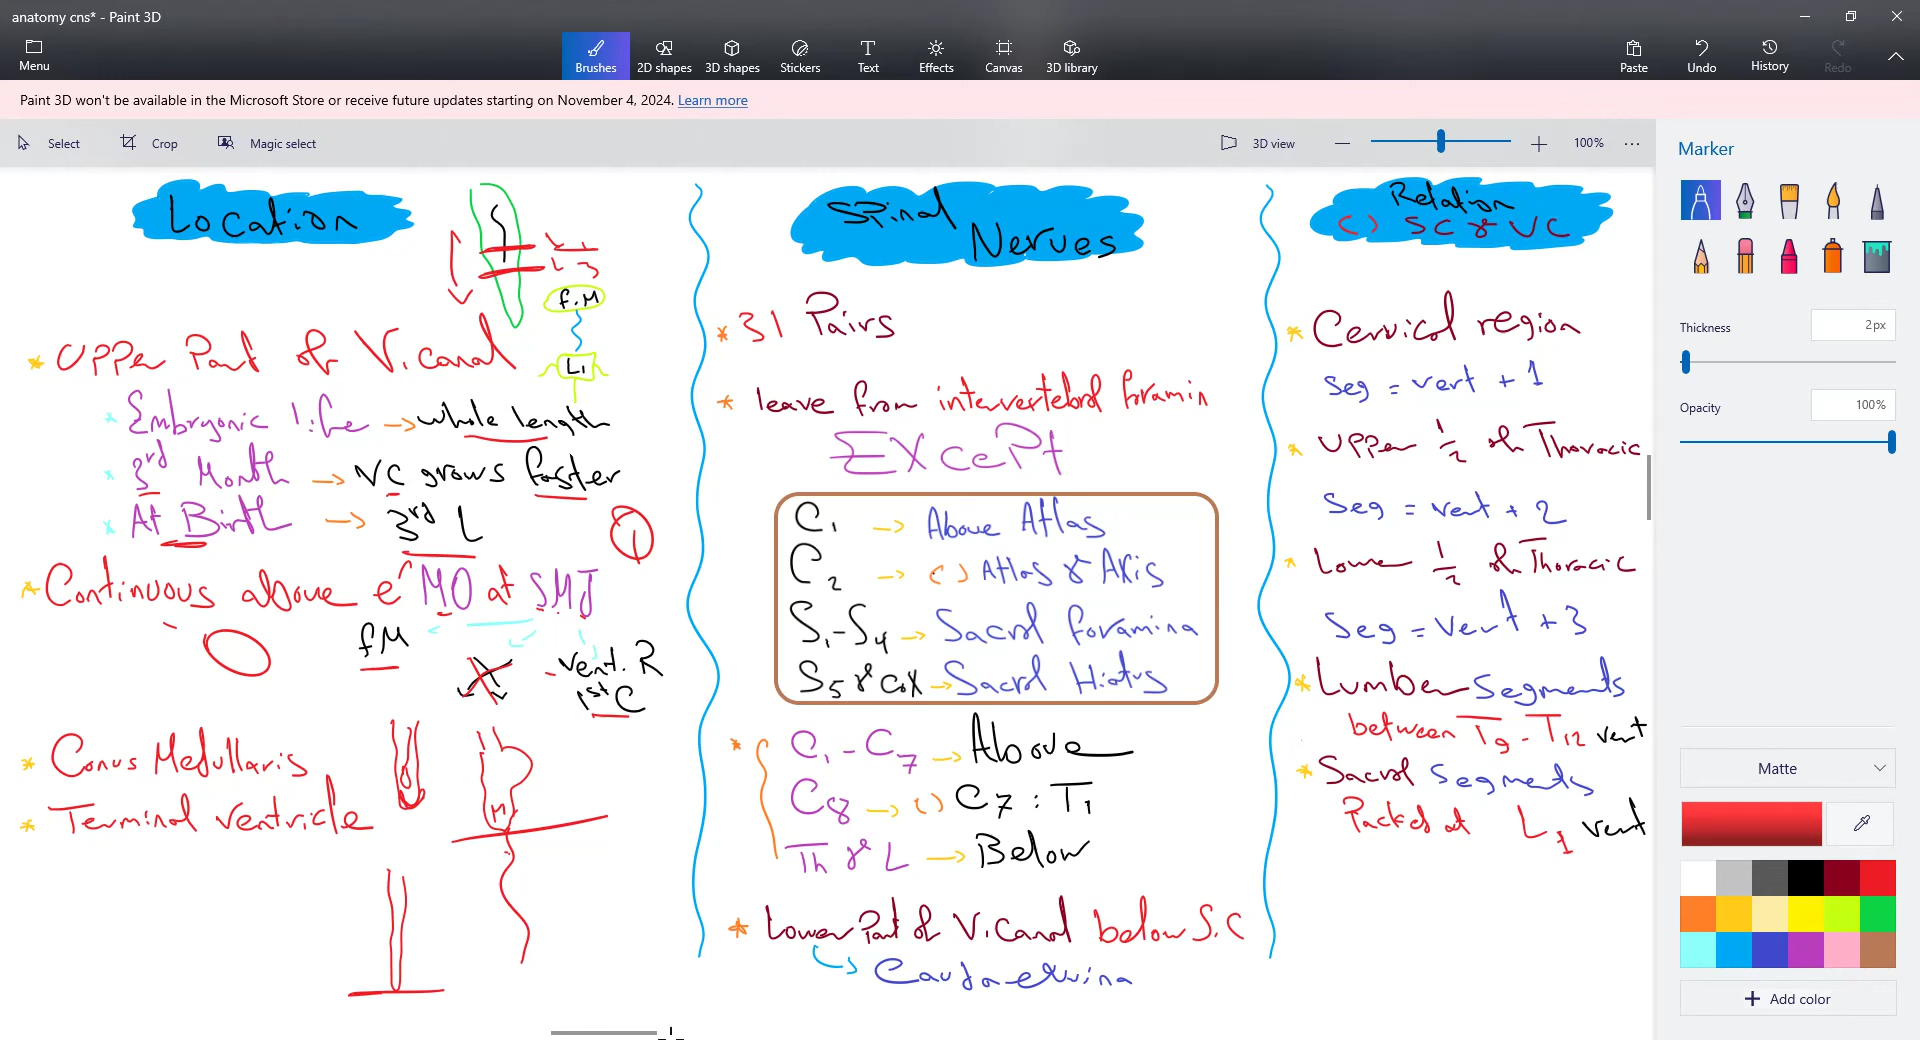 anatomy cns* - Paint 3D
Menu
Brushes
2D shapes
3D shapes
Stickers
Text
Effects
Canvas
3D library
Paste
Undo
History
Redo
Paint 3D won't be available in the Microsoft Store or receive future updates starting on November 4, 2024. Learn more
Select
Crop
Magic select
3D view
100%
Location
L3
f.M
L1
* Upper Part of V.canal
* Embryonic life → whole length
* 3rd Month → VC grows faster
* At Birth → 3rd L
1
* Continuous above e MO at SMJ
fM
- vent. R
1st C
* Conus Medullaris
M
* Terminal ventricle
Spinal
Nerves
* 31 Pairs
* leave from intervertebral foramin
EXCePt
C1 → Above Atlas
C2 → () Atlas & Axis
S1-S4 → Sacral foramina
S5 & cox → Sacral Hiatus
* C1-C7 → Above
C8 → () C7 : T1
Th & L → Below
* Lower Part of V.Canal below S.C
Cauda equina
Relation
() SC & VC
* Cervical region
Seg = vert + 1
* Upper 1/2 of Thoracic
Seg = vert + 2
* Lower 1/2 of Thoracic
Seg = vert + 3
* Lumber Segments
between T9 - T12 vert
* Sacral Segments
Packed at L1 vert
Marker
Thickness
2px
Opacity
100%
Matte
Add color